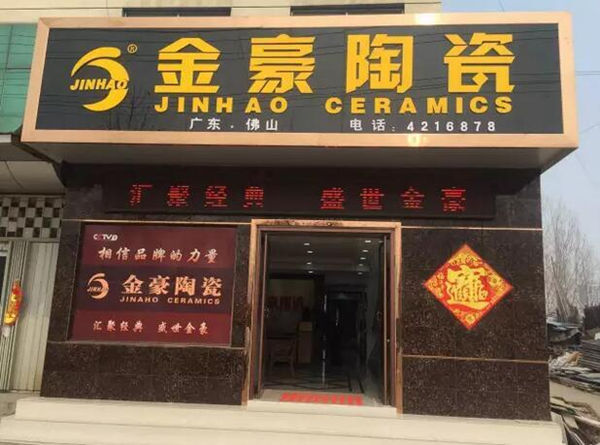 JINHAO ® 金豪陶瓷
JINHAO CERAMICS
广东．佛山 电话：4216878
汇聚经典 盛世金豪
CCTV
相信品牌的力量
金豪陶瓷
JINAHO CERAMICS
汇聚经典 盛世金豪